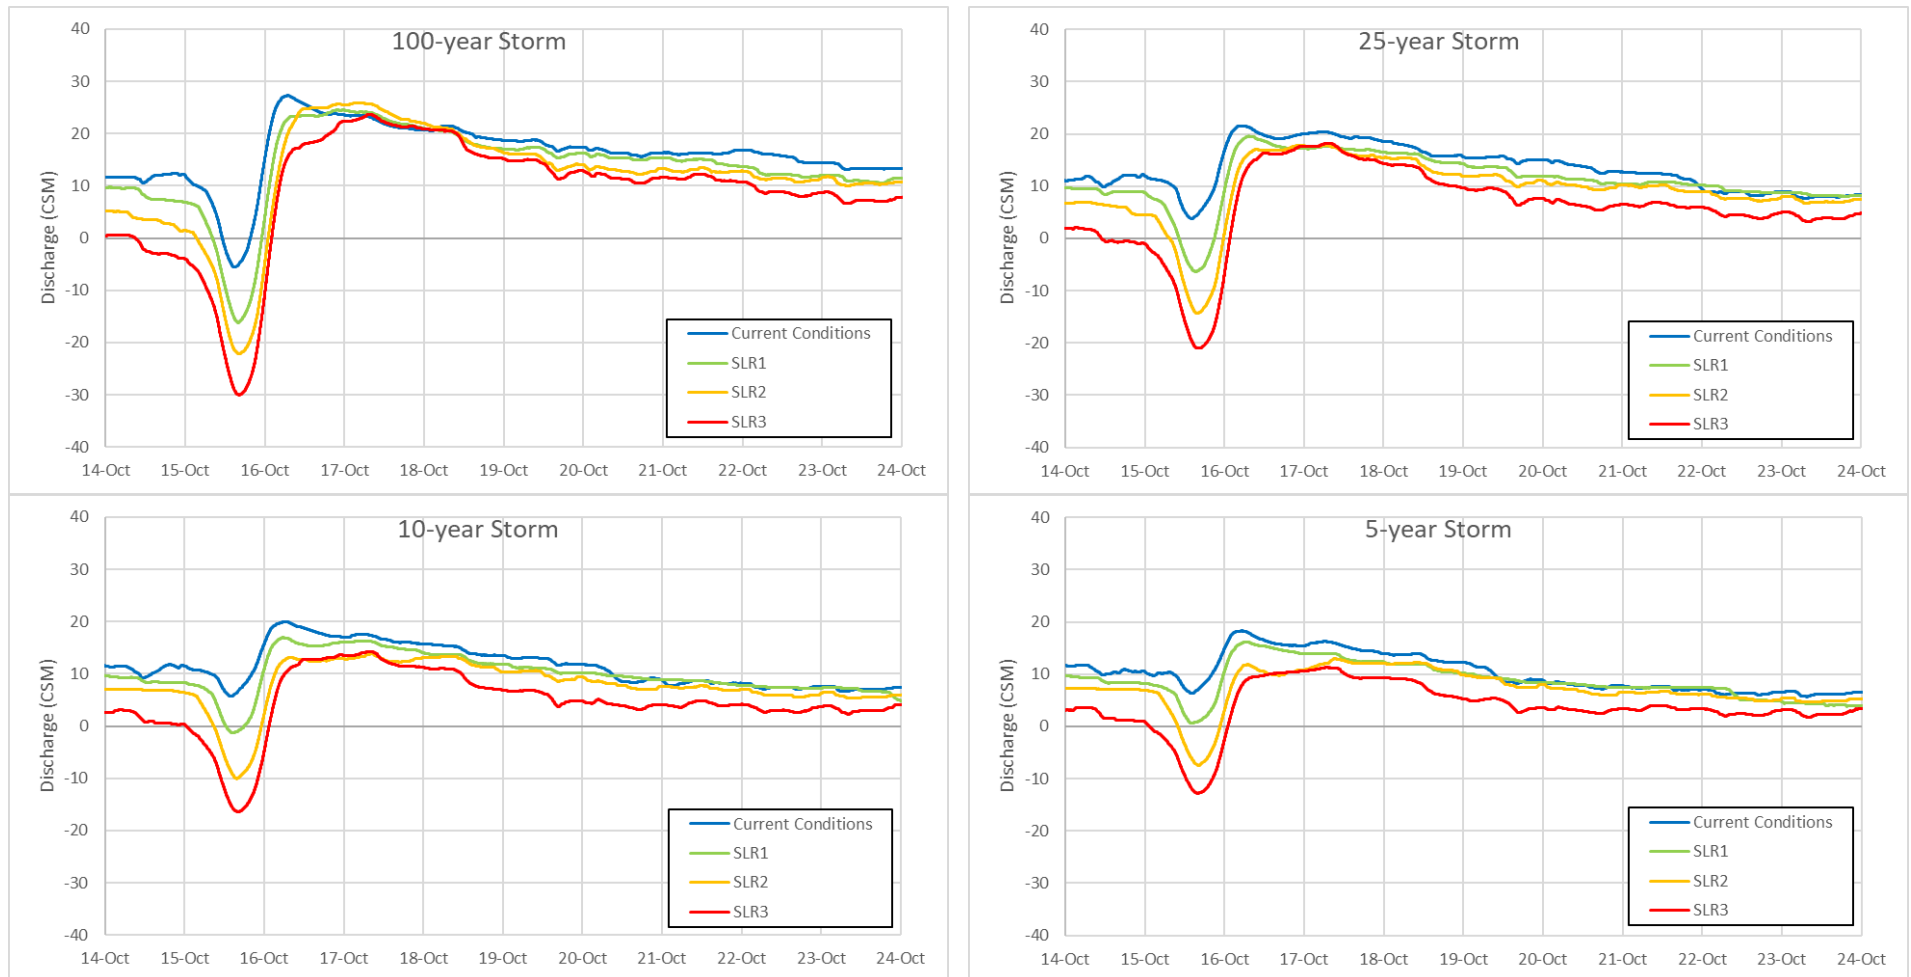 100-year Storm
40
30
20
10
0
-10
-20
-30
-40
Discharge (CSM)
14-Oct 15-Oct 16-Oct 17-Oct 18-Oct 19-Oct 20-Oct 21-Oct 22-Oct 23-Oct 24-Oct
Current Conditions
SLR1
SLR2
SLR3
25-year Storm
40
30
20
10
0
-10
-20
-30
-40
Discharge (CSM)
14-Oct 15-Oct 16-Oct 17-Oct 18-Oct 19-Oct 20-Oct 21-Oct 22-Oct 23-Oct 24-Oct
Current Conditions
SLR1
SLR2
SLR3
10-year Storm
40
30
20
10
0
-10
-20
-30
-40
Discharge (CSM)
14-Oct 15-Oct 16-Oct 17-Oct 18-Oct 19-Oct 20-Oct 21-Oct 22-Oct 23-Oct 24-Oct
Current Conditions
SLR1
SLR2
SLR3
5-year Storm
40
30
20
10
0
-10
-20
-30
-40
Discharge (CSM)
14-Oct 15-Oct 16-Oct 17-Oct 18-Oct 19-Oct 20-Oct 21-Oct 22-Oct 23-Oct 24-Oct
Current Conditions
SLR1
SLR2
SLR3